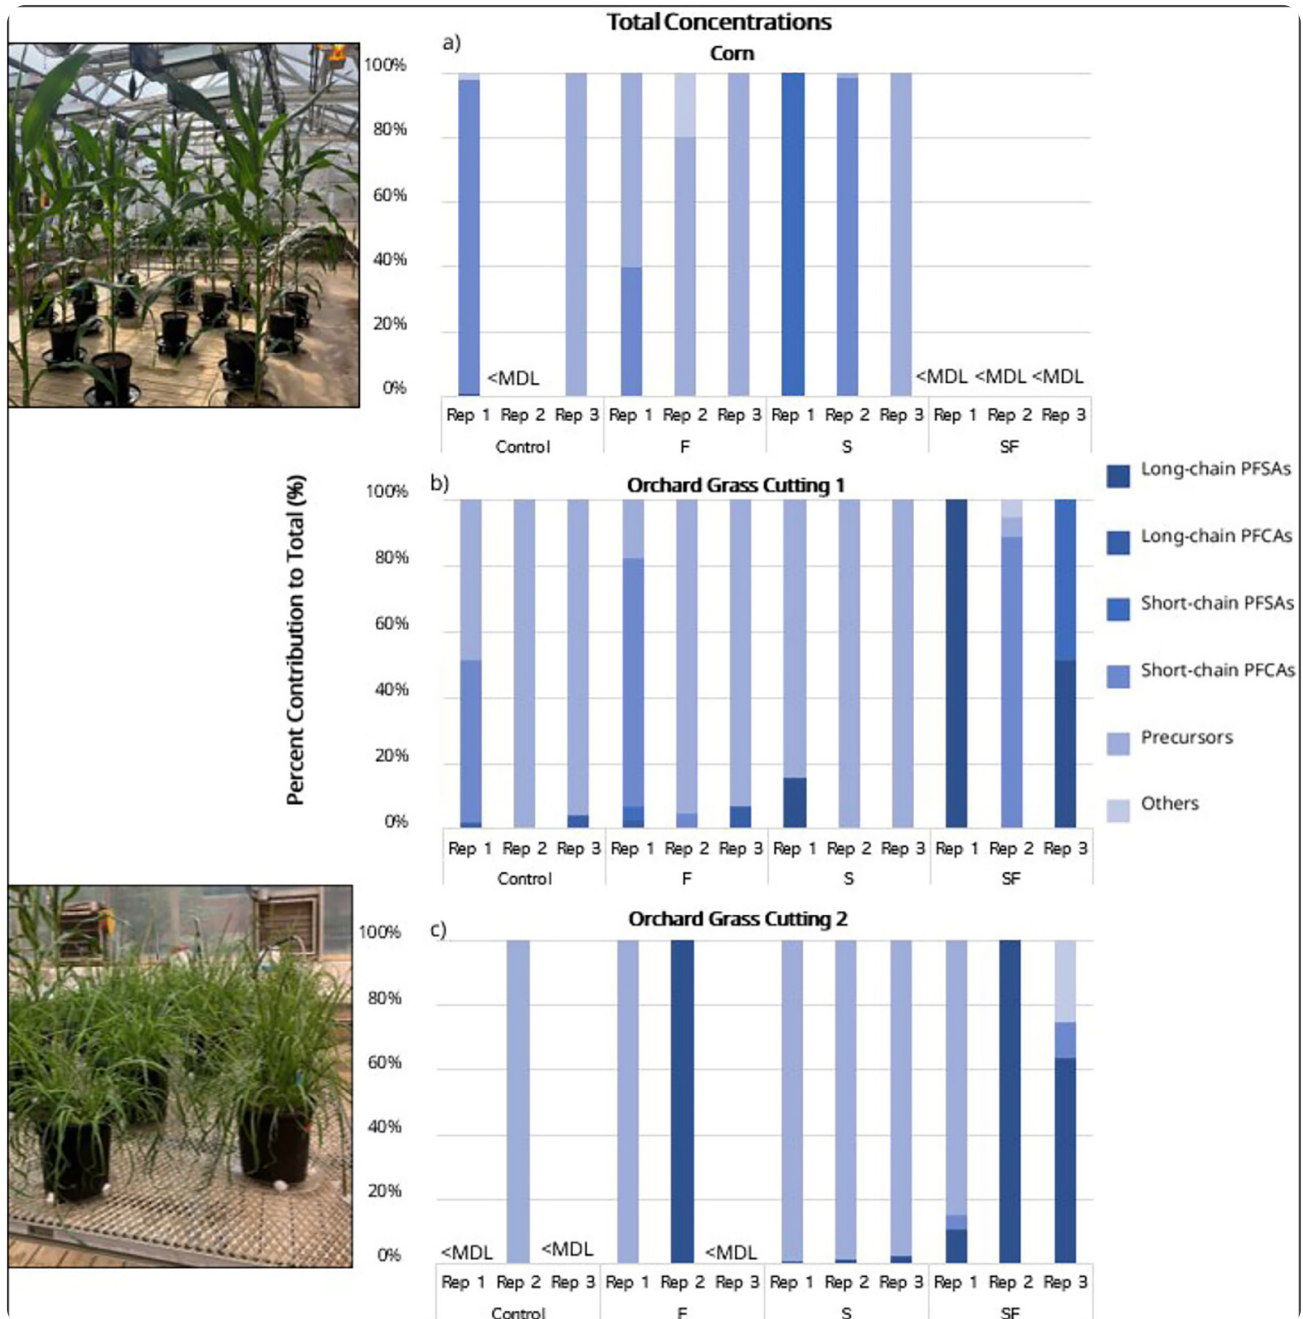 Total Concentrations
a)
Corn
100%
80%
60%
40%
20%
0%
<MDL
<MDL <MDL <MDL
Rep 1 Rep 2 Rep 3 Rep 1 Rep 2 Rep 3 Rep 1 Rep 2 Rep 3 Rep 1 Rep 2 Rep 3
Control F S SF
Percent Contribution to Total (%)
b)
Orchard Grass Cutting 1
100%
80%
60%
40%
20%
0%
Rep 1 Rep 2 Rep 3 Rep 1 Rep 2 Rep 3 Rep 1 Rep 2 Rep 3 Rep 1 Rep 2 Rep 3
Control F S SF
Long-chain PFSAs
Long-chain PFCAs
Short-chain PFSAs
Short-chain PFCAs
Precursors
Others
c)
Orchard Grass Cutting 2
100%
80%
60%
40%
20%
0%
<MDL <MDL <MDL
Rep 1 Rep 2 Rep 3 Rep 1 Rep 2 Rep 3 Rep 1 Rep 2 Rep 3 Rep 1 Rep 2 Rep 3
Control F S SF